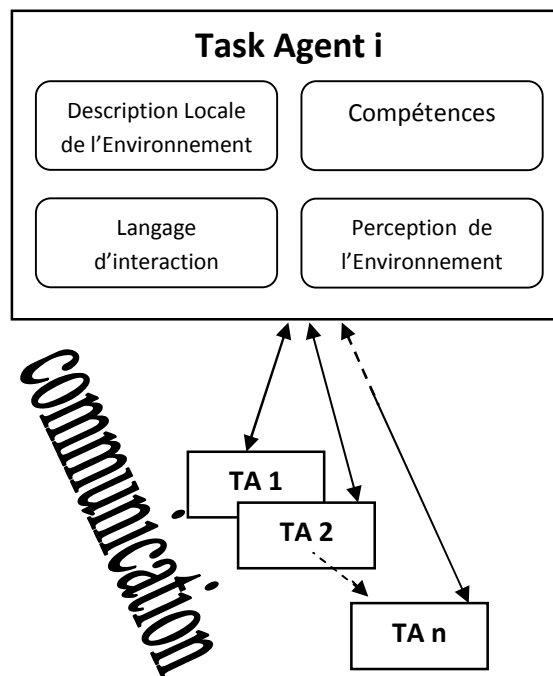 Task Agent i
Description Locale
de l’Environnement
Compétences
Langage
d’interaction
Perception de
l’Environnement
communication
TA 1
TA 2
TA n